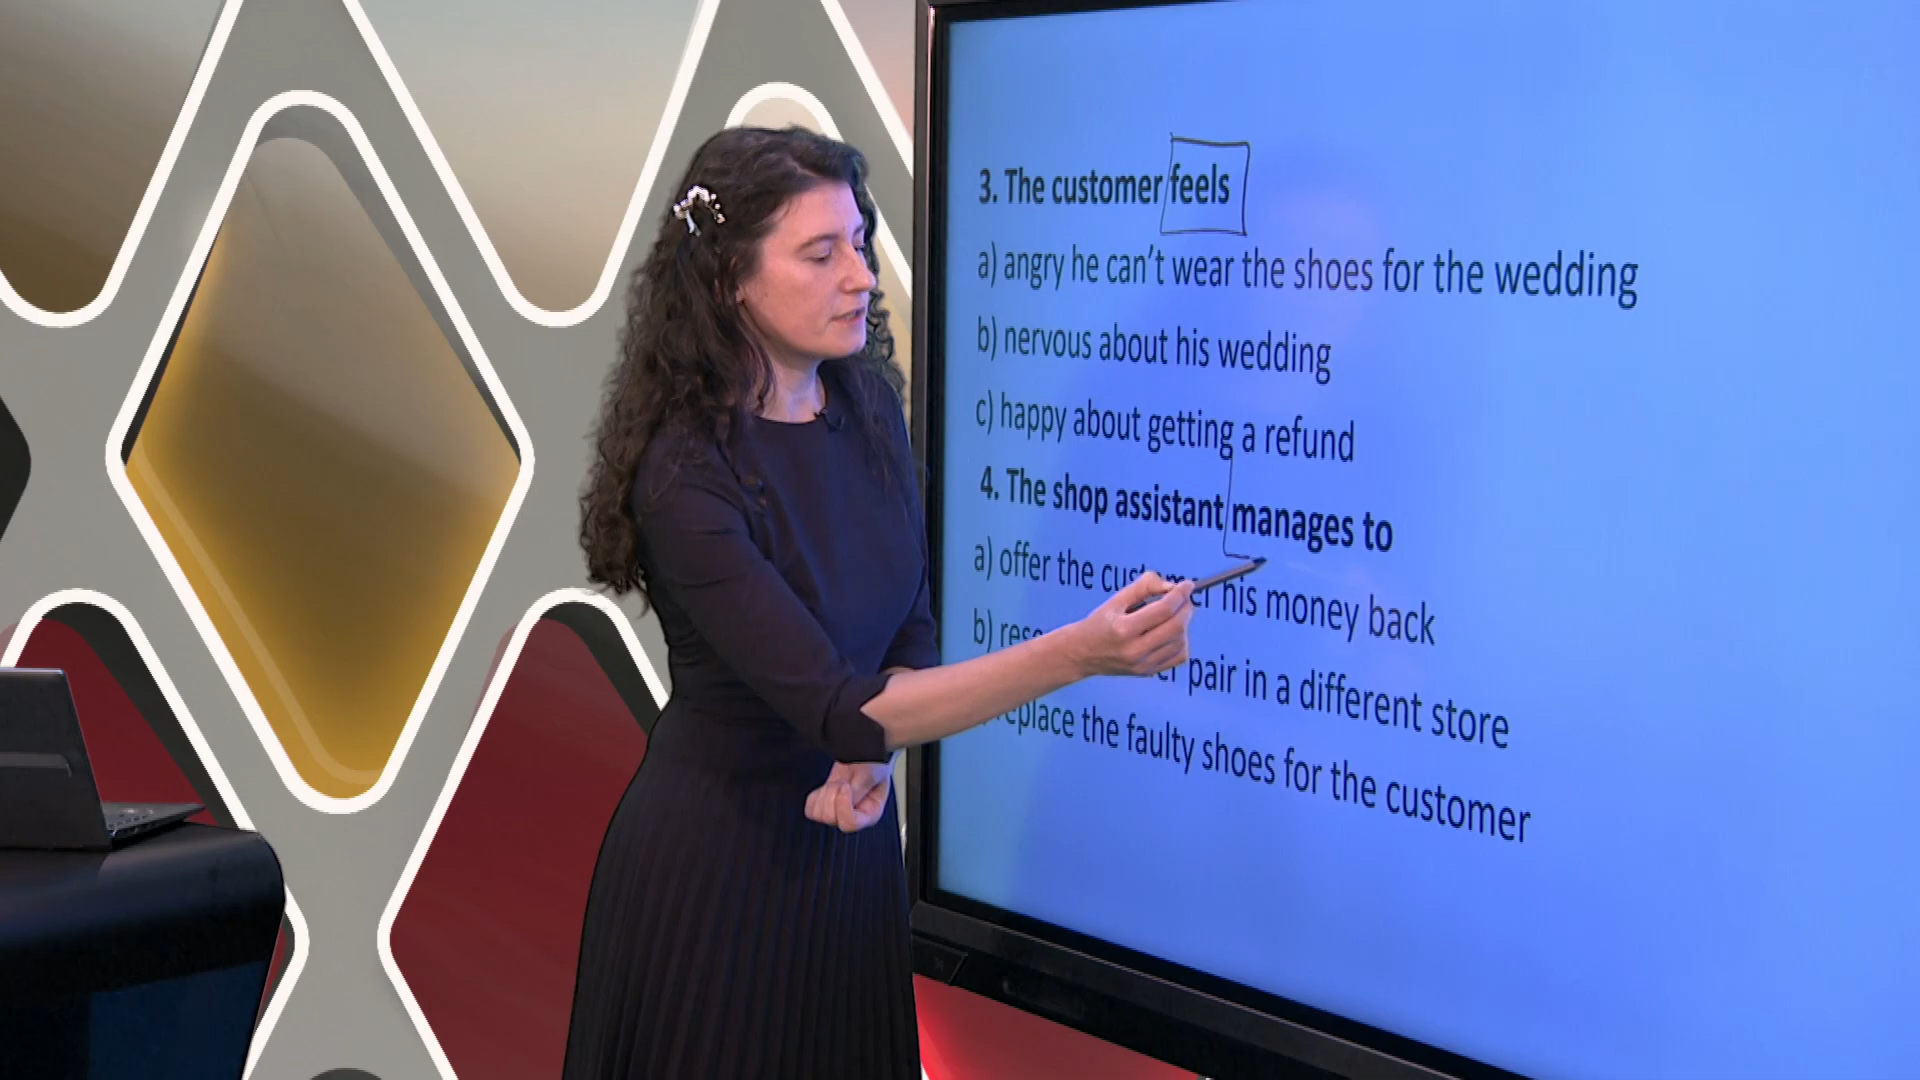 3. The customer feels
a) angry he can't wear the shoes for the wedding
b) nervous about his wedding
c) happy about getting a refund
4. The shop assistant manages to
a) offer the customer his money back
b) pair in a different store
replace the faulty shoes for the customer